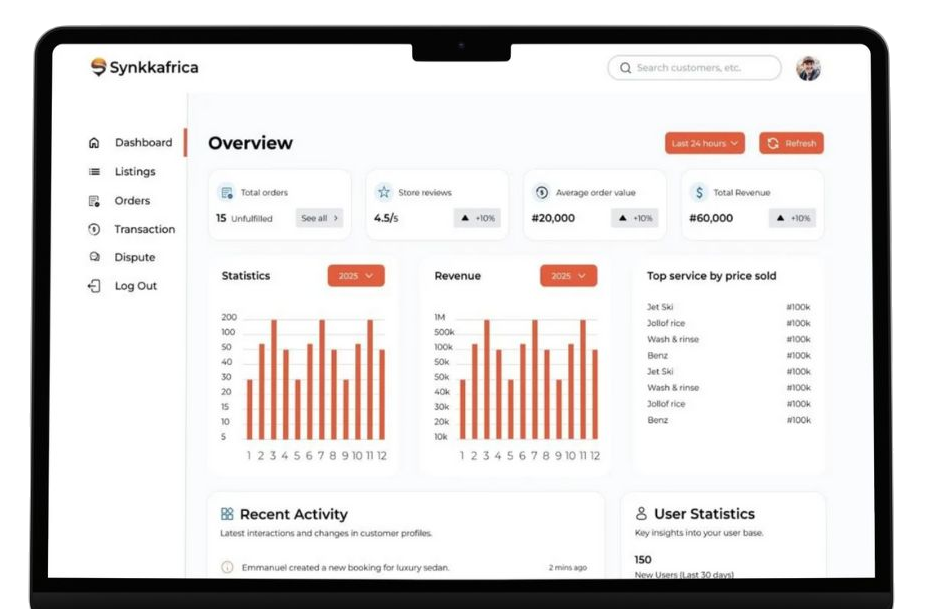 Synkkafrica
Search customers, etc.
Dashboard
Listings
Orders
Transaction
Dispute
Log Out
Overview
Last 24 hours
Refresh
Total orders
15 Unfulfilled
See all >
Store reviews
4.5/5
▲ +10%
Average order value
#20,000
▲ +10%
Total Revenue
#60,000
▲ +10%
Statistics
2025
200
100
50
40
30
20
15
10
5
1 2 3 4 5 6 7 8 9 10 11 12
Revenue
2025
1M
500k
100k
50k
50k
40k
30k
20k
10k
1 2 3 4 5 6 7 8 9 10 11 12
Top service by price sold
Jet Ski #100k
Jollof rice #100k
Wash & rinse #100k
Benz #100k
Jet Ski #100k
Wash & rinse #100k
Jollof rice #100k
Benz #100k
Recent Activity
Latest interactions and changes in customer profiles.
Emmanuel created a new booking for luxury sedan. 2 mins ago
User Statistics
Key insights into your user base.
150
New Users (Last 30 days)